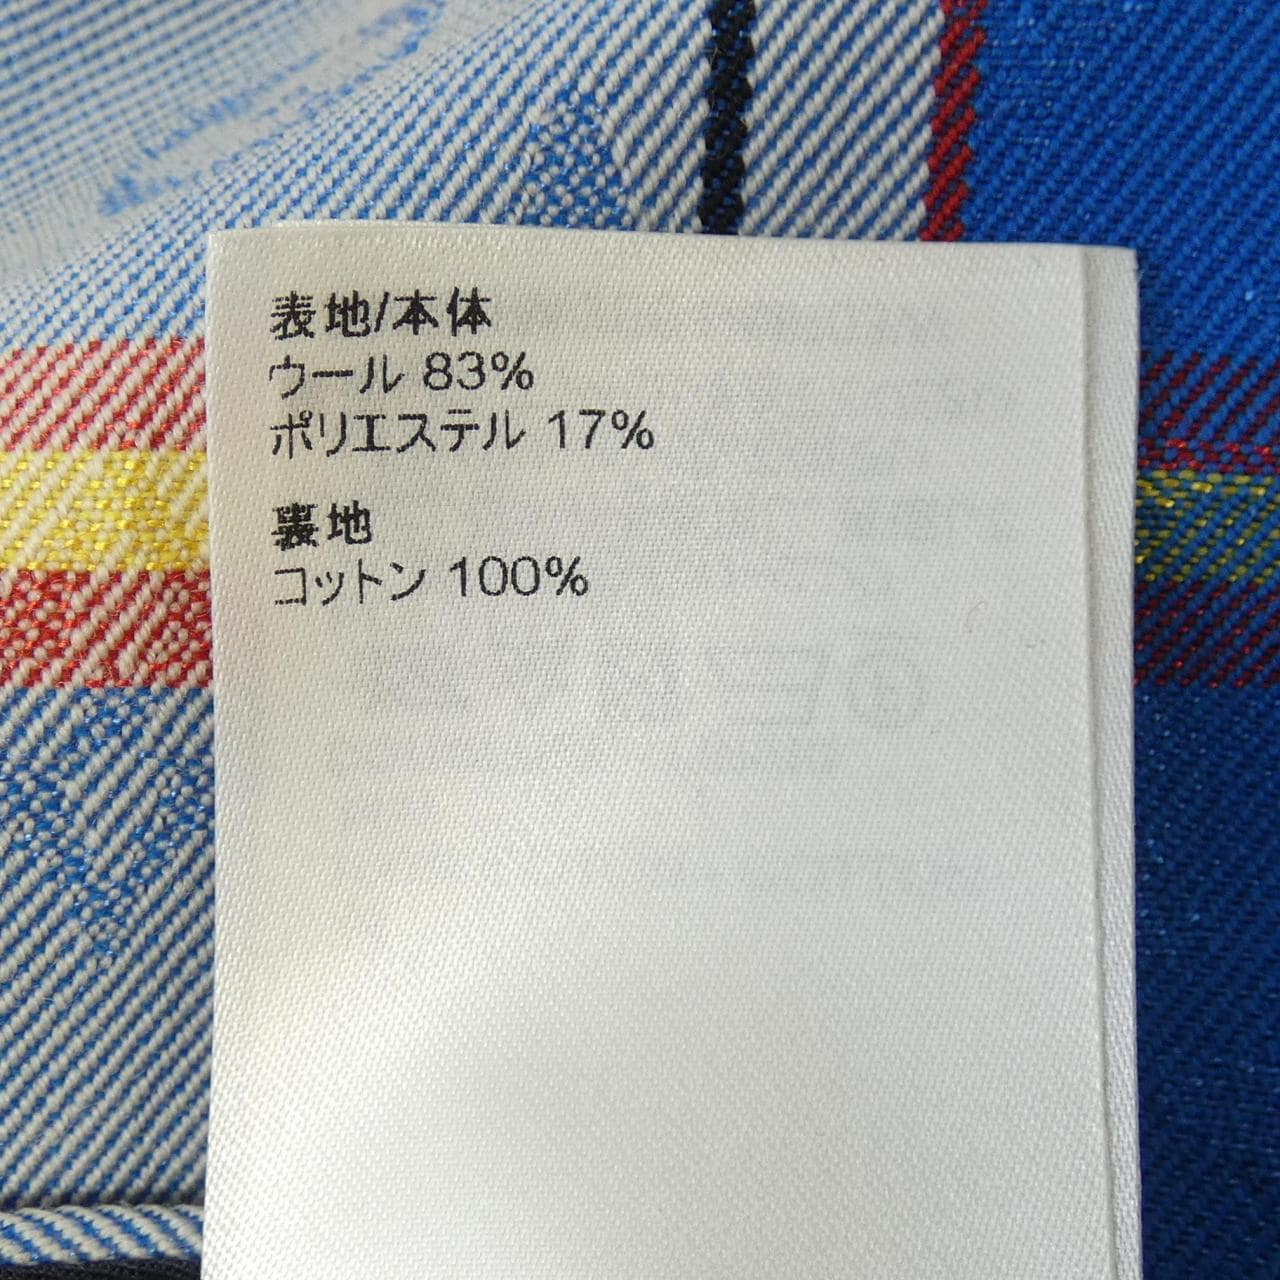 表地/本体
ウール 83%
ポリエステル 17%
裏地
コットン 100%